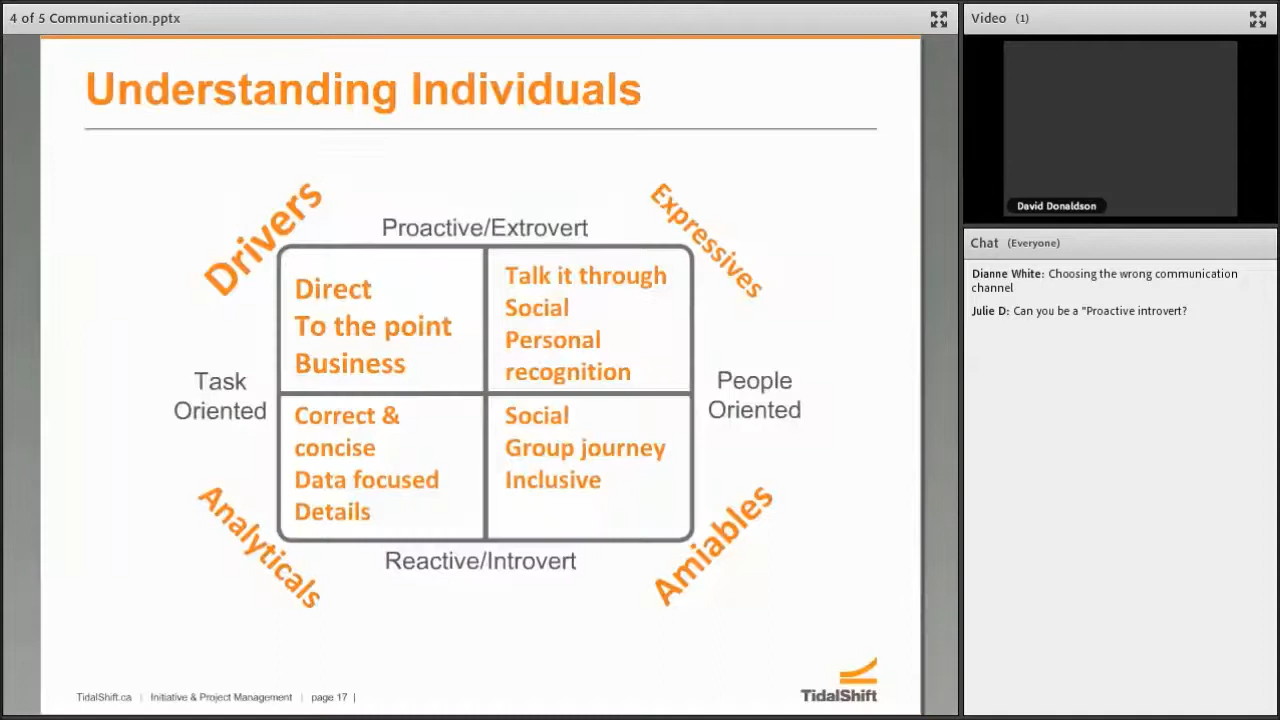 4 of 5 Communication.pptx
Understanding Individuals
Drivers
Proactive/Extrovert
Expressives
Direct
To the point
Business
Talk it through
Social
Personal
recognition
Task
Oriented
People
Oriented
Correct &
concise
Data focused
Details
Social
Group journey
Inclusive
Analyticals
Reactive/Introvert
Amiables
TidalShift.ca | Initiative & Project Management | page 17 |
TidalShift
Video (1)
David Donaldson
Chat (Everyone)
Dianne White: Choosing the wrong communication
channel
Julie D: Can you be a "Proactive introvert?